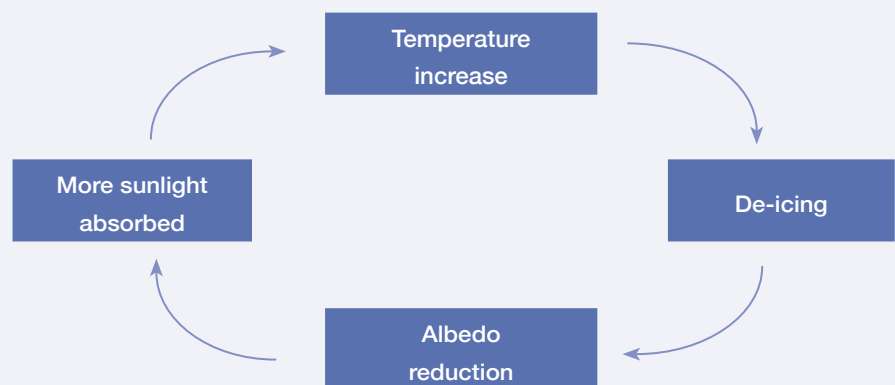 Temperature
increase
More sunlight
absorbed
De-icing
Albedo
reduction